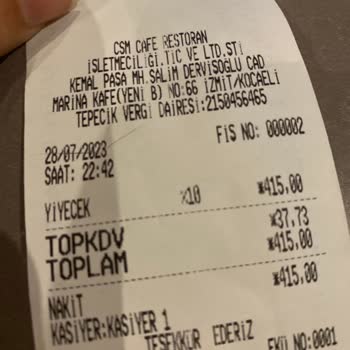 CSM CAFE RESTORAN
İŞLETMECİLİĞİ.TİC VE LTD.STİ
KEMAL PASA MH.SALİM DERVİSOGLU CAD
MARİNA KAFE(YENİ B) NO:66 İZMİT/KOCAELİ
TEPECİK VERGİ DAİRESİ:2150456465
28/07/2023 FİS NO: 000002
SAAT: 22:42
YİYECEK %10 *415,00
TOPKDV *37,73
TOPLAM *415,00
NAKİT *415,00
KASİYER:KASİYER 1
TEŞEKKÜR EDERİZ
EKÜ NO:0001